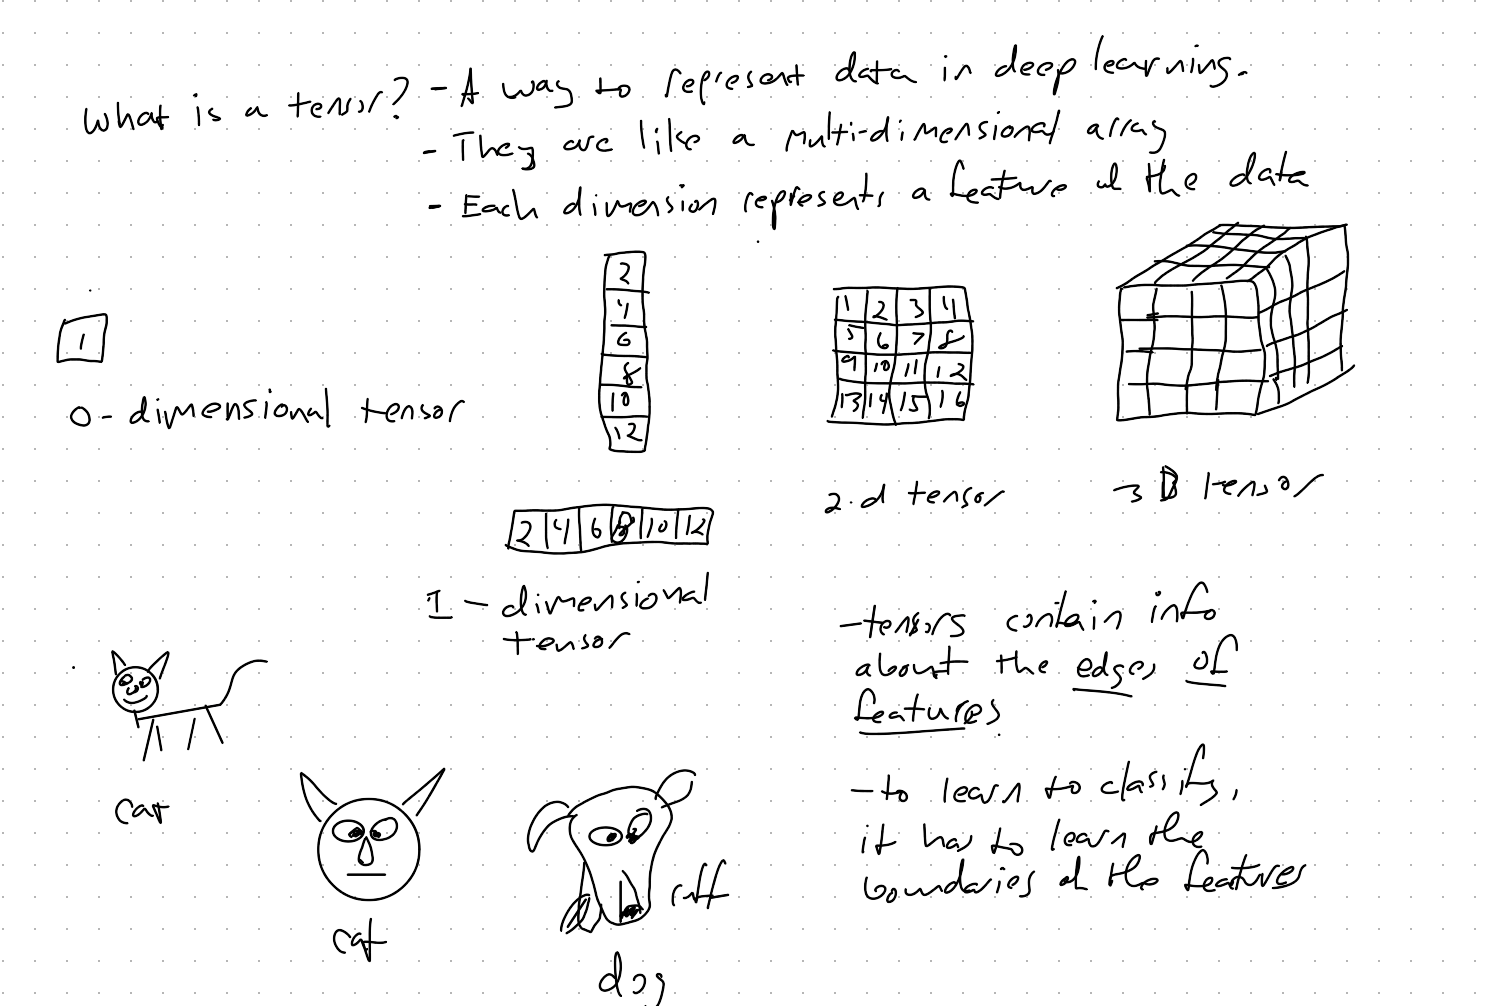 What is a tensor? - A way to represent data in deep learning.
- They are like a multi-dimensional array
- Each dimension represents a feature of the data
1
0-dimensional tensor
2
4
6
8
10
12
2 4 6 8 10 12
1-dimensional
tensor
1 2 3 4
5 6 7 8
9 10 11 12
13 14 15 16
2-d tensor
3D tensor
-tensors contain info
about the edges of
features
-to learn to classify,
it has to learn the
boundaries of the features
cat
cat
ruff
dog